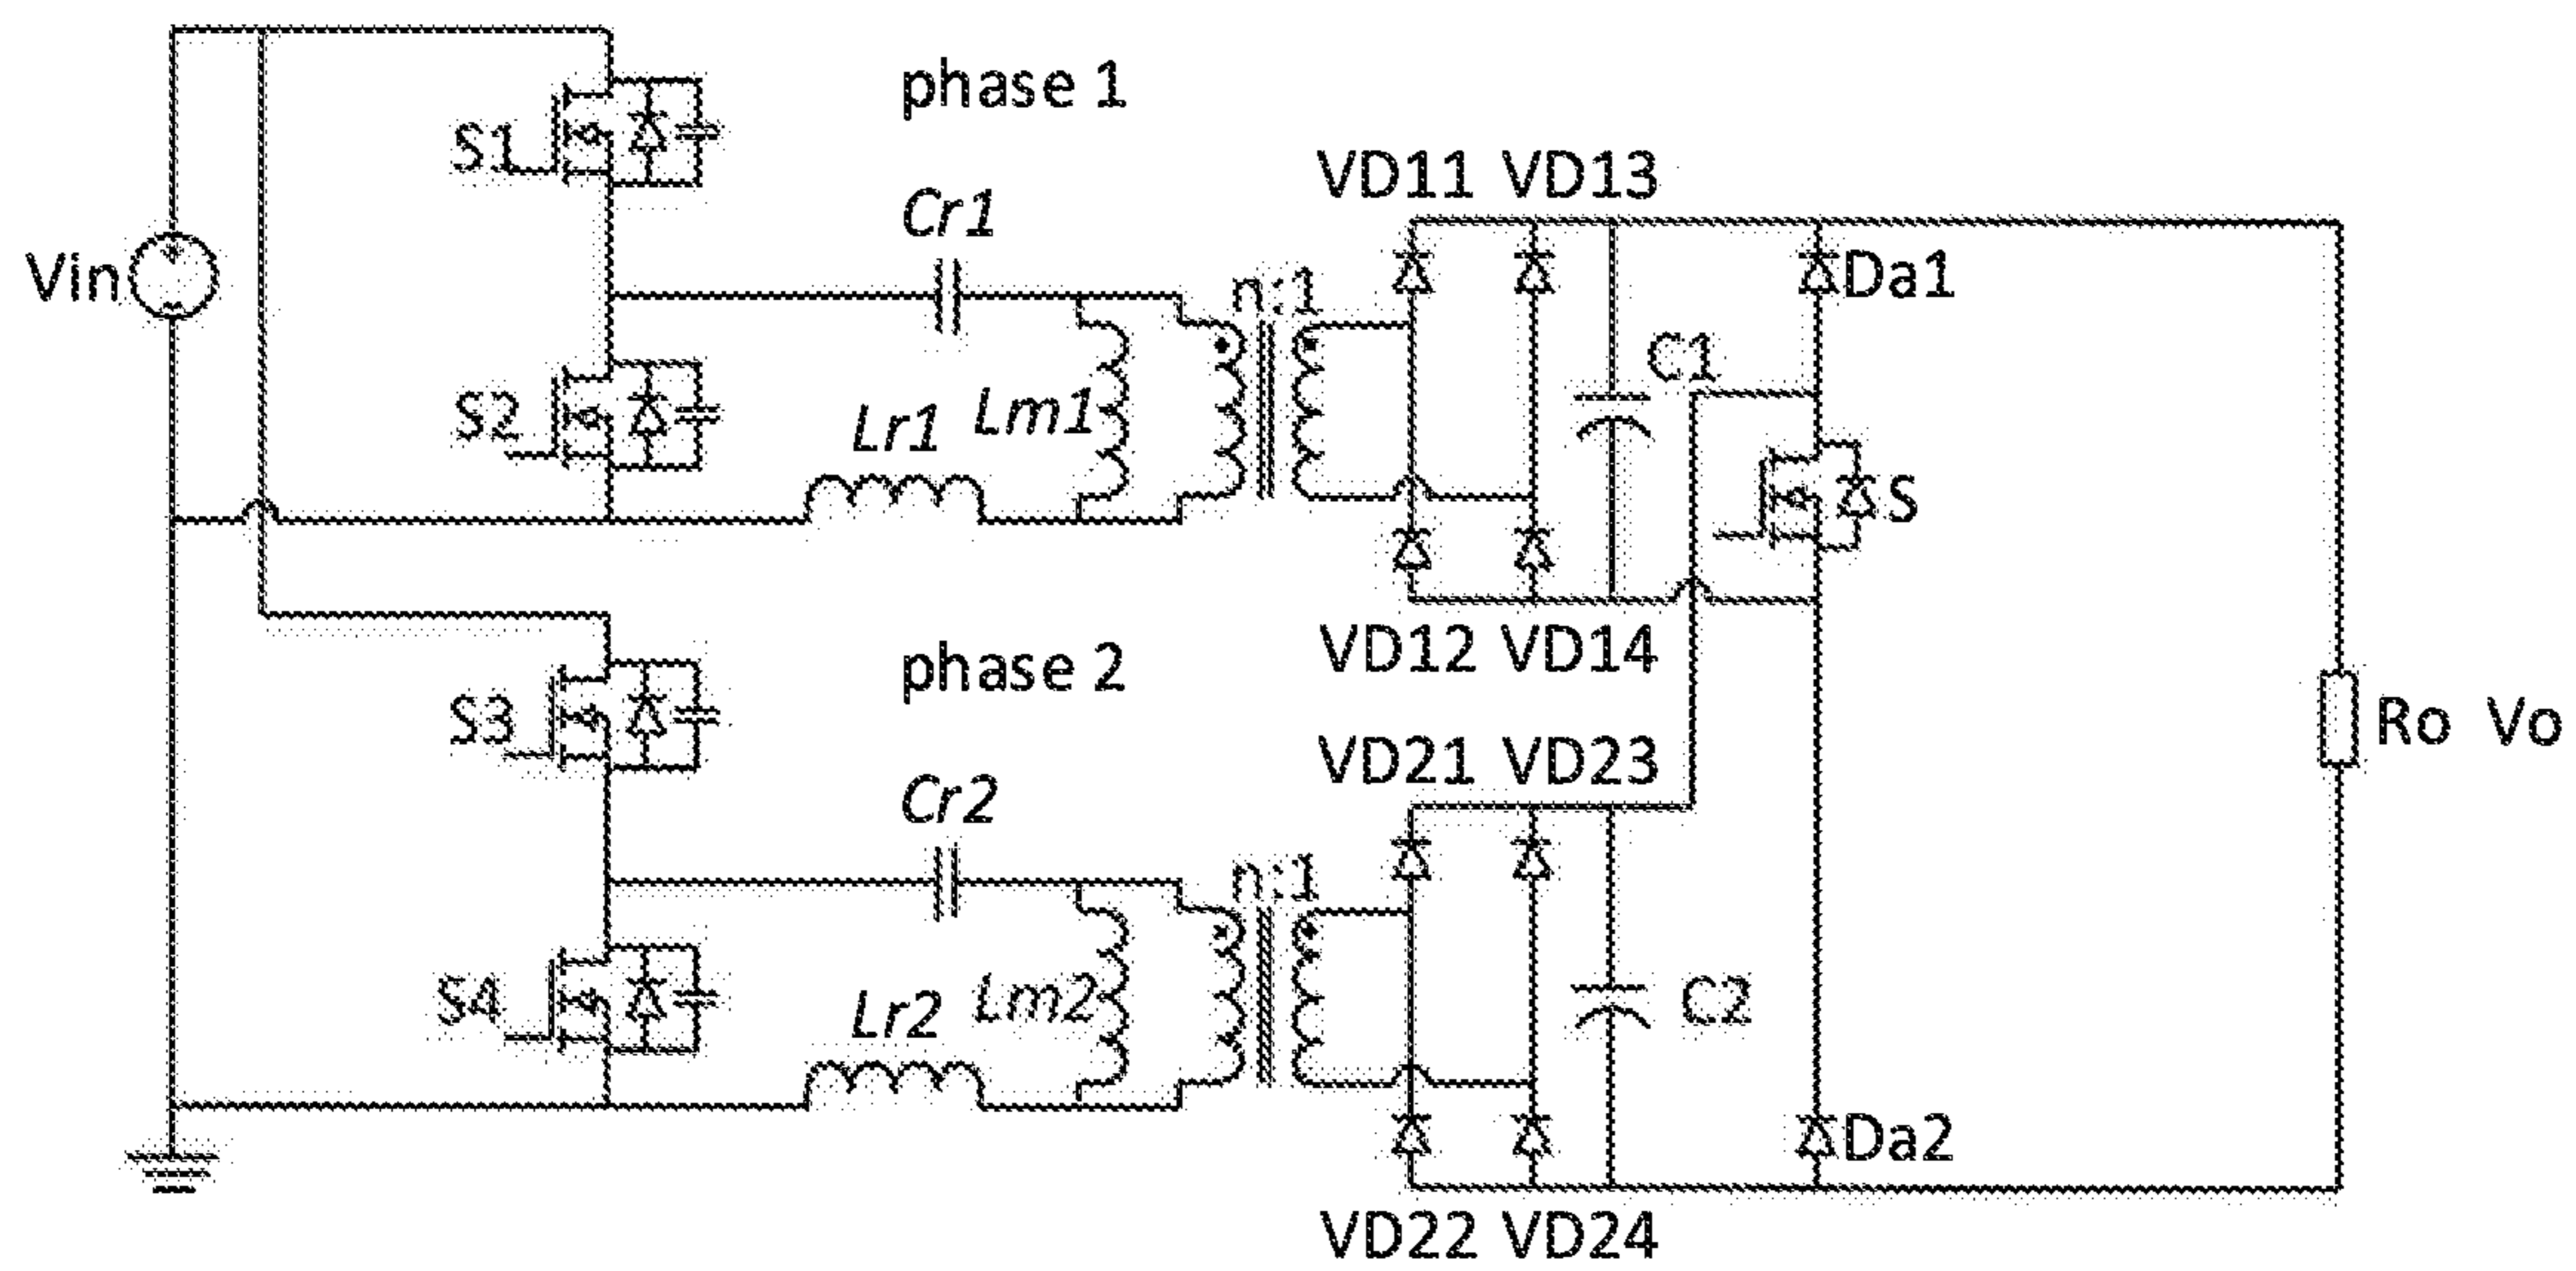 phase 1
S1
VD11 VD13
Cr1
Vin
n:1
Da1
C1
S2
Lr1
Lm1
S
VD12 VD14
phase 2
S3
Ro Vo
VD21 VD23
Cr2
n:1
S4
Lr2
Lm2
C2
Da2
VD22 VD24